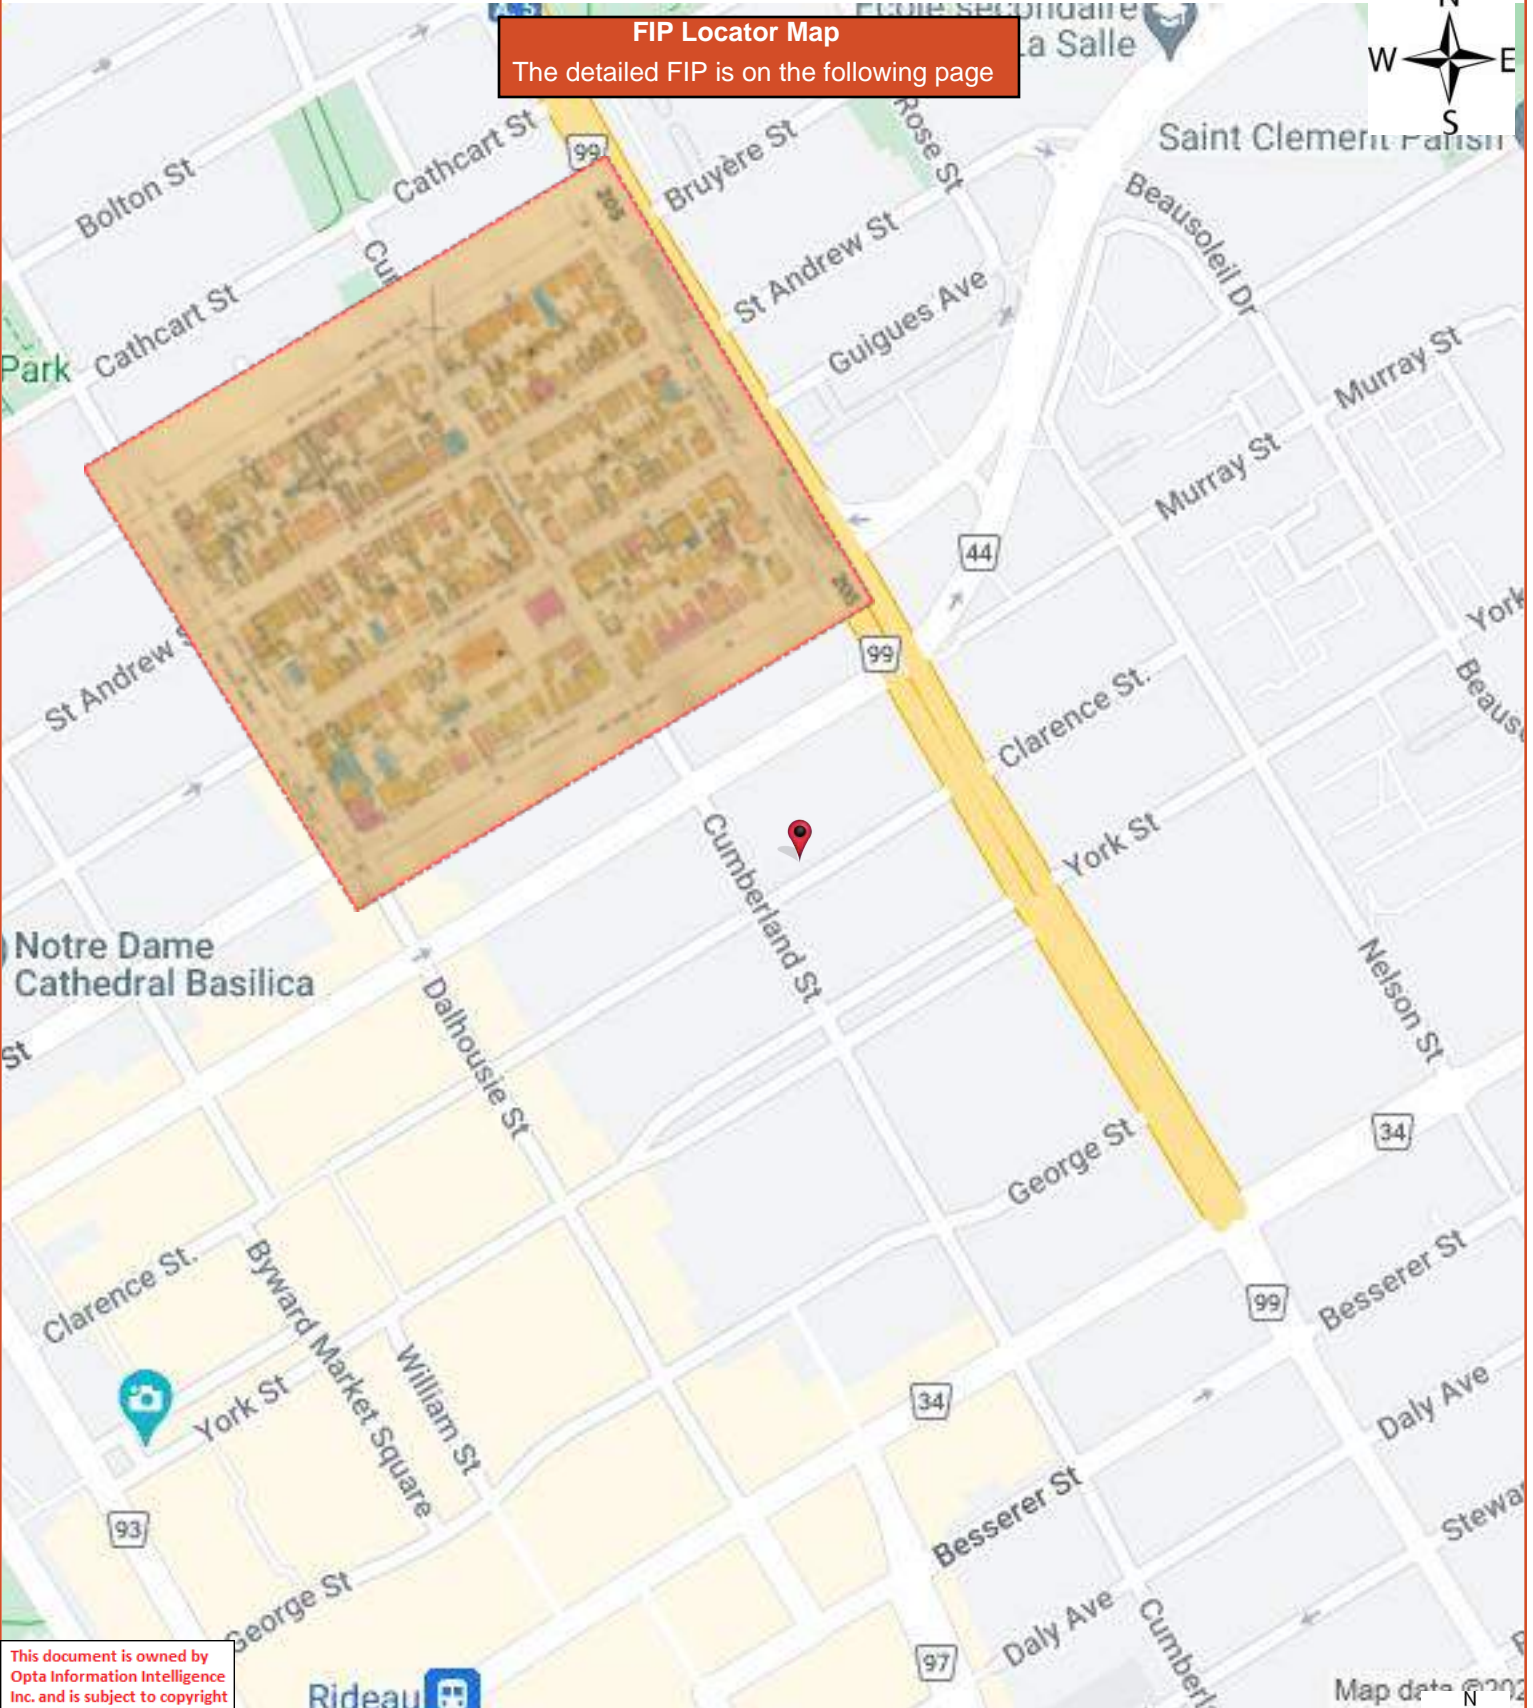 FIP Locator Map
The detailed FIP is on the following page
La Salle
N
W
E
S
Saint Clement Parish
99
Cathcart St
Bruyère St
Rose St
Bolton St
205
Beausoleil Dr
St Andrew St
Guigues Ave
Cathcart St
Park
Murray St
Murray St
44
205
99
York
St Andrew S
Clarence St.
York St
Cumberland St
Notre Dame
Cathedral Basilica
Nelson St
Dalhousie St
St
George St
34
Clarence St.
Byward Market Square
99
Besserer St
William St
York St
34
Daly Ave
93
Besserer St
George St
Daly Ave
97
Rideau
This document is owned by
Opta Information Intelligence
Inc. and is subject to copyright
Map data
N